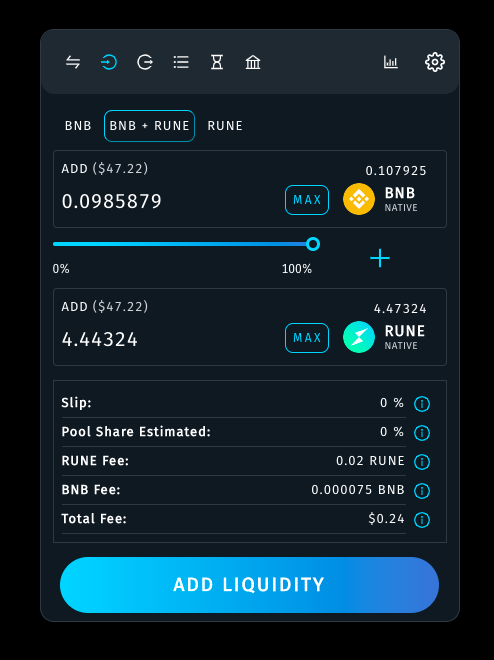 BNB BNB + RUNE RUNE
ADD ($47.22) 0.107925
0.0985879 MAX BNB
NATIVE
0% 100%
ADD ($47.22) 4.47324
4.44324 MAX RUNE
NATIVE
Slip: 0 %
Pool Share Estimated: 0 %
RUNE Fee: 0.02 RUNE
BNB Fee: 0.000075 BNB
Total Fee: $0.24
ADD LIQUIDITY